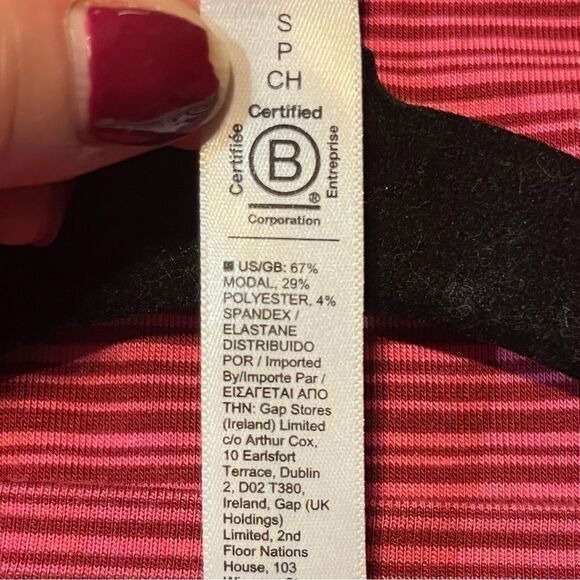 S
P
CH
Certified
Certifiée
B
Entreprise
®
Corporation
US/GB: 67%
MODAL, 29%
POLYESTER, 4%
SPANDEX /
ELASTANE
DISTRIBUIDO
POR / Imported
By/Importe Par /
ΕΙΣΑΓΕΤΑΙ ΑΠΟ
ΤΗΝ: Gap Stores
(Ireland) Limited
c/o Arthur Cox,
10 Earlsfort
Terrace, Dublin
2, D02 T380,
Ireland, Gap (UK
Holdings)
Limited, 2nd
Floor Nations
House, 103